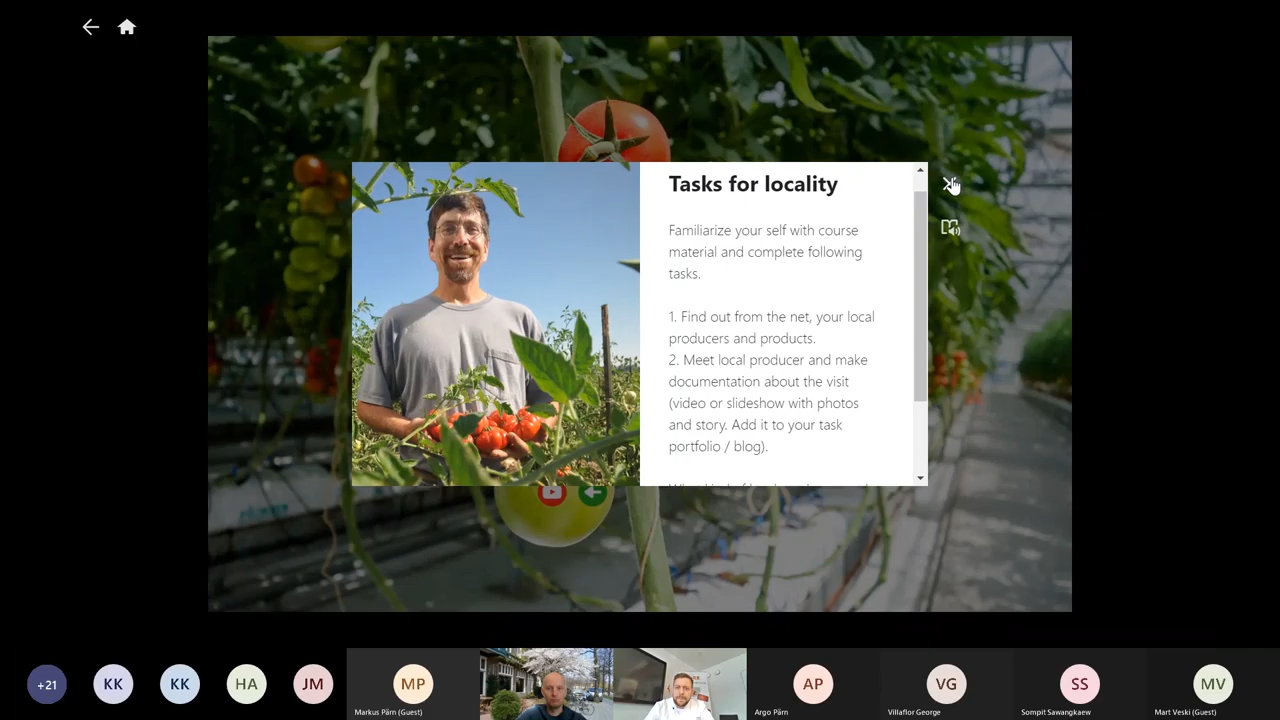 Tasks for locality
Familiarize your self with course
material and complete following
tasks.
1. Find out from the net, your local
producers and products.
2. Meet local producer and make
documentation about the visit
(video or slideshow with photos
and story. Add it to your task
portfolio / blog).
+21
KK
KK
HA
JM
MP
AP
VG
SS
MV
Markus Pärn (Guest)
Argo Pärn
Villaflor George
Sompit Sawangkaew
Mart Veski (Guest)